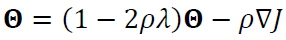 𝚯 = (1 − 2𝜌𝜆)𝚯 − 𝜌∇𝐽